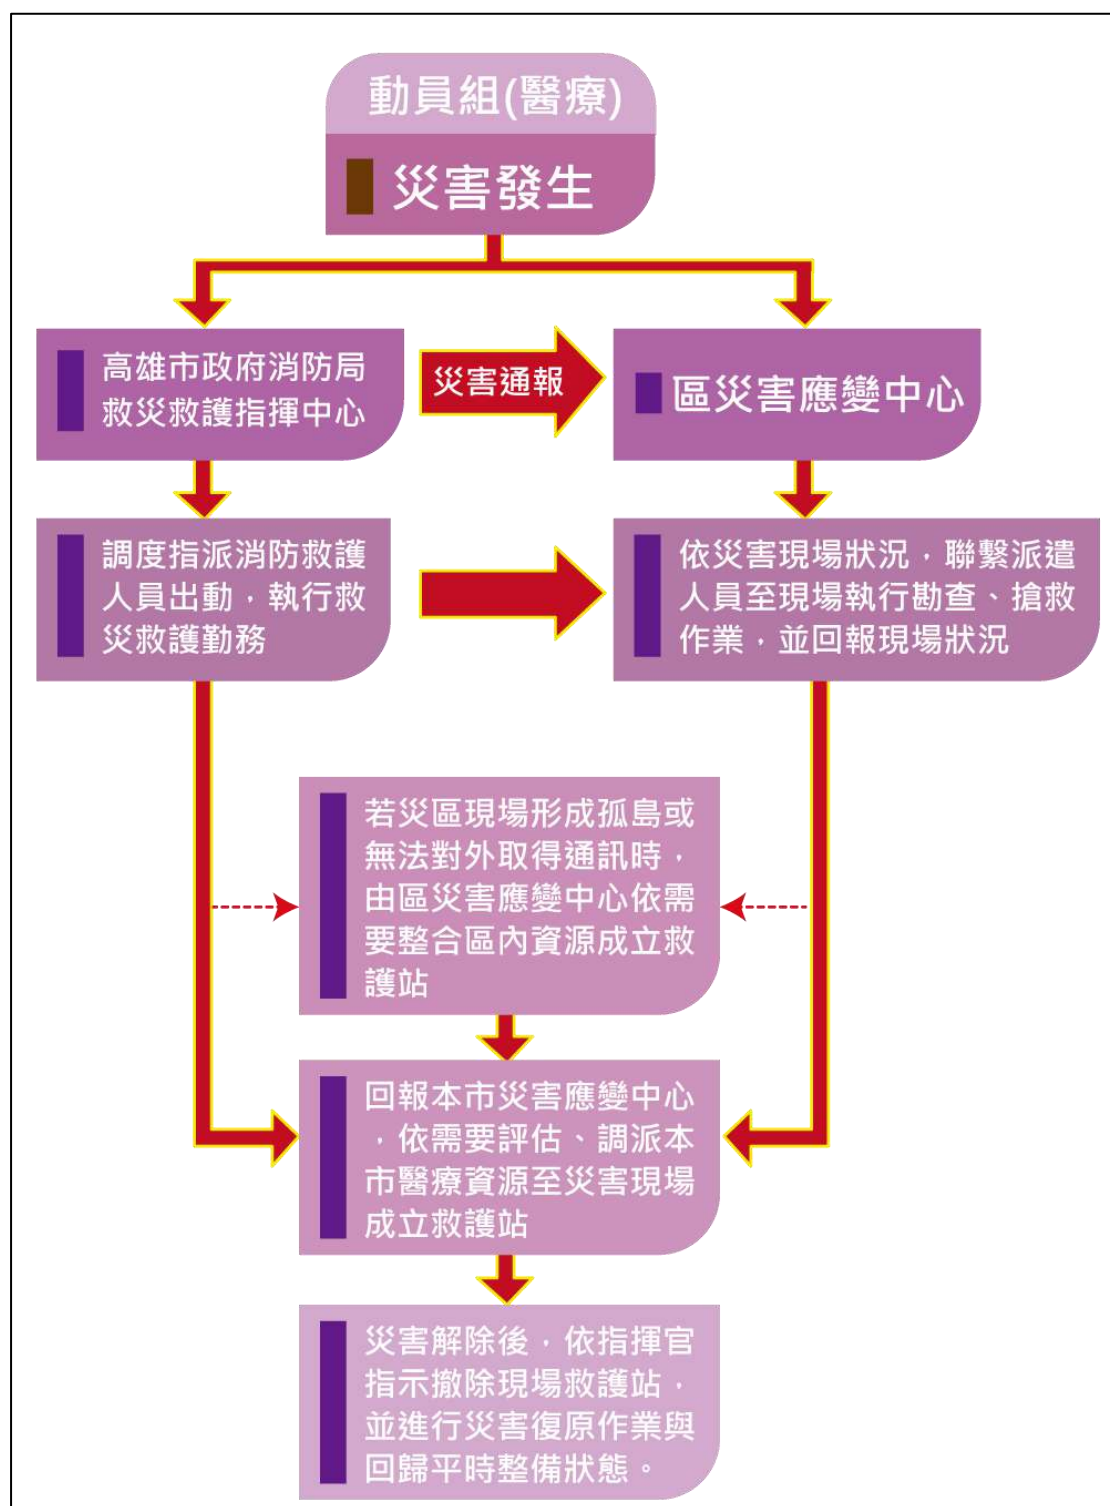 動員組(醫療)
災害發生
高雄市政府消防局
救災救護指揮中心
災害通報
區災害應變中心
調度指派消防救護
人員出動，執行救
災救護勤務
依災害現場狀況，聯繫派遣
人員至現場執行勘查、搶救
作業，並回報現場狀況
若災區現場形成孤島或
無法對外取得通訊時，
由區災害應變中心依需
要整合區內資源成立救
護站
回報本市災害應變中心
，依需要評估、調派本
市醫療資源至災害現場
成立救護站
災害解除後，依指揮官
指示撤除現場救護站，
並進行災害復原作業與
回歸平時整備狀態。